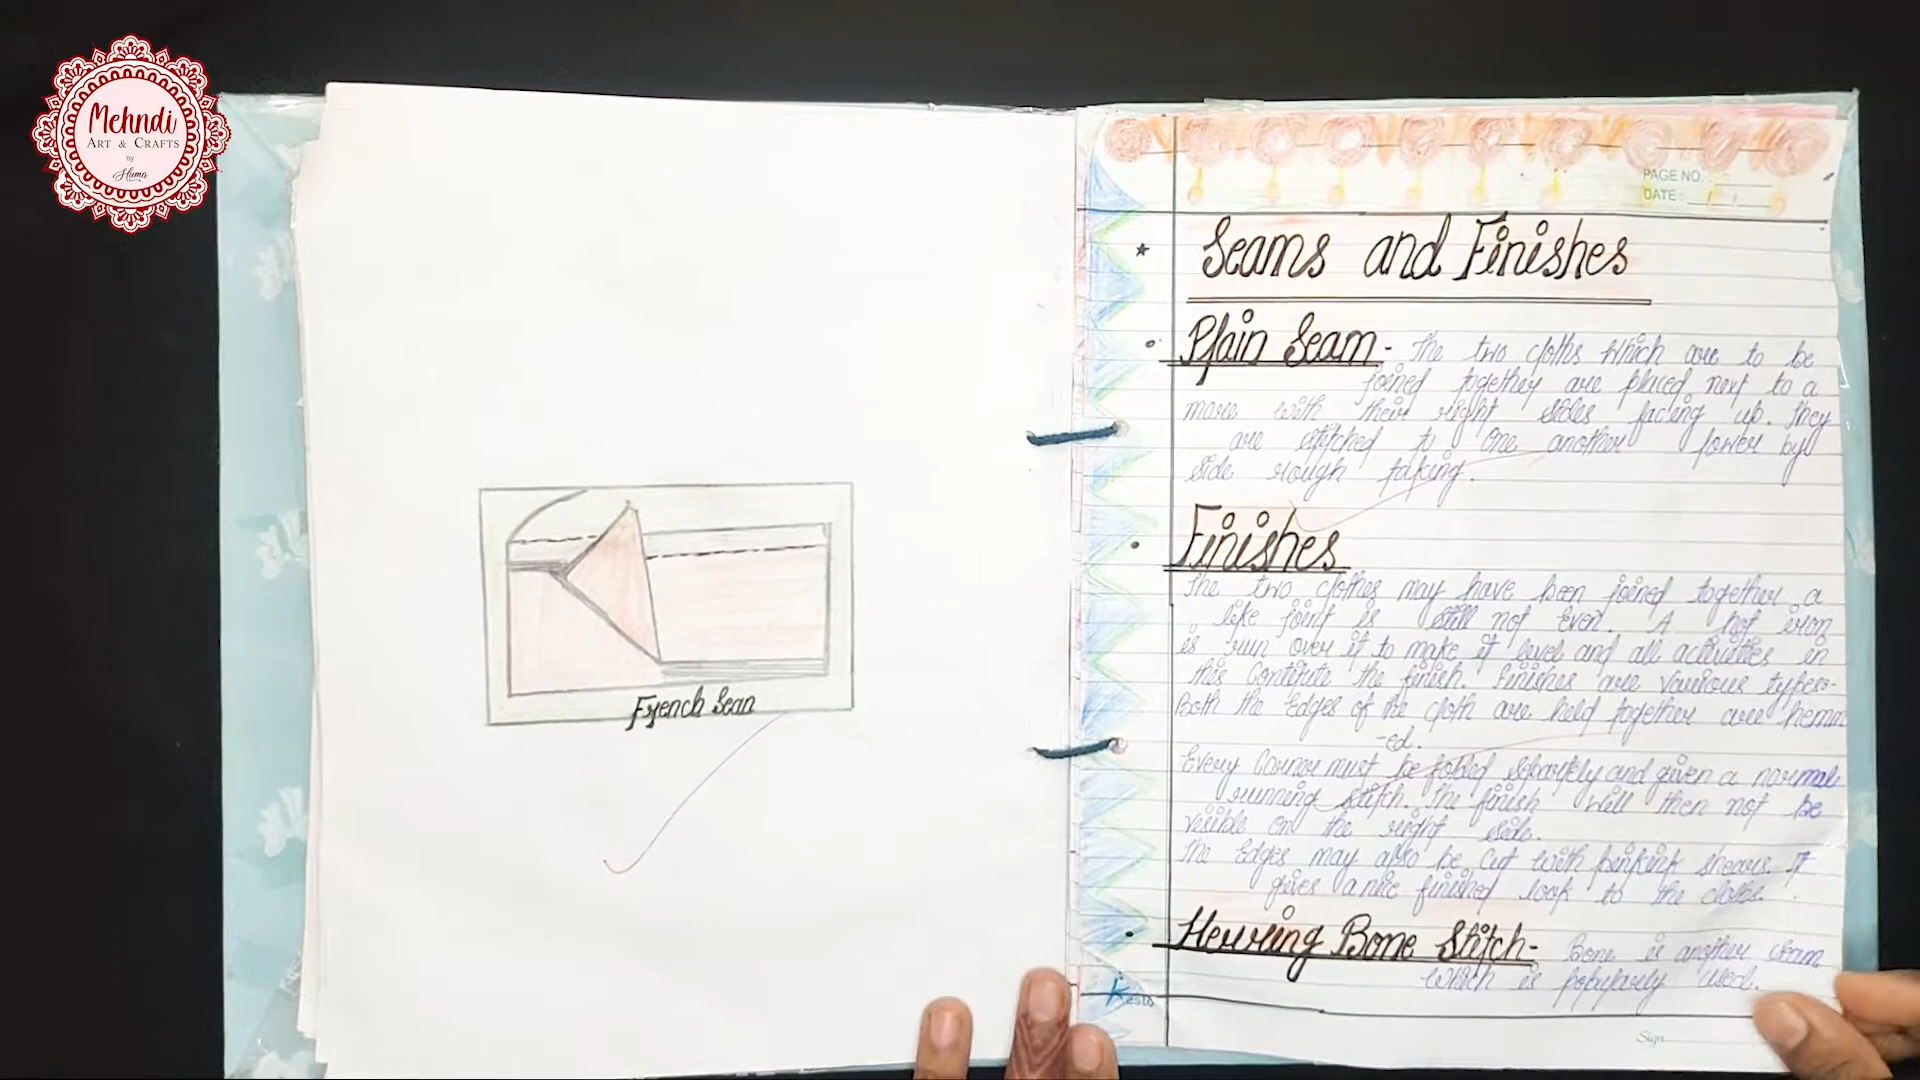 Mehndi
ART & CRAFTS
by
Huma
French Sean
PAGE NO.:
DATE: / /
Seams and Finishes
Plain Seam - The two cloths which are to be
joined together are placed next to a
more with their right sides facing up. They
are stitched to one another lower by
side rough taking.
Finishes
The two clothes may have been joined together a
like joint is still not Even. A hot iron
is run over it to make it level and all activities in
this Contitute the finish. Finishes are various types-
Both the Edges of the cloth are held together are hemm
-ed.
Every Corner must be folded separtely and given a normal
running stitch. The finish will then not be
visible on the right side.
The Edges may also be cut with pinkink shears. It
gives a nice finished look to the cloths.
Herring Bone Stitch- Bone is another
which is popularly used.
Sign